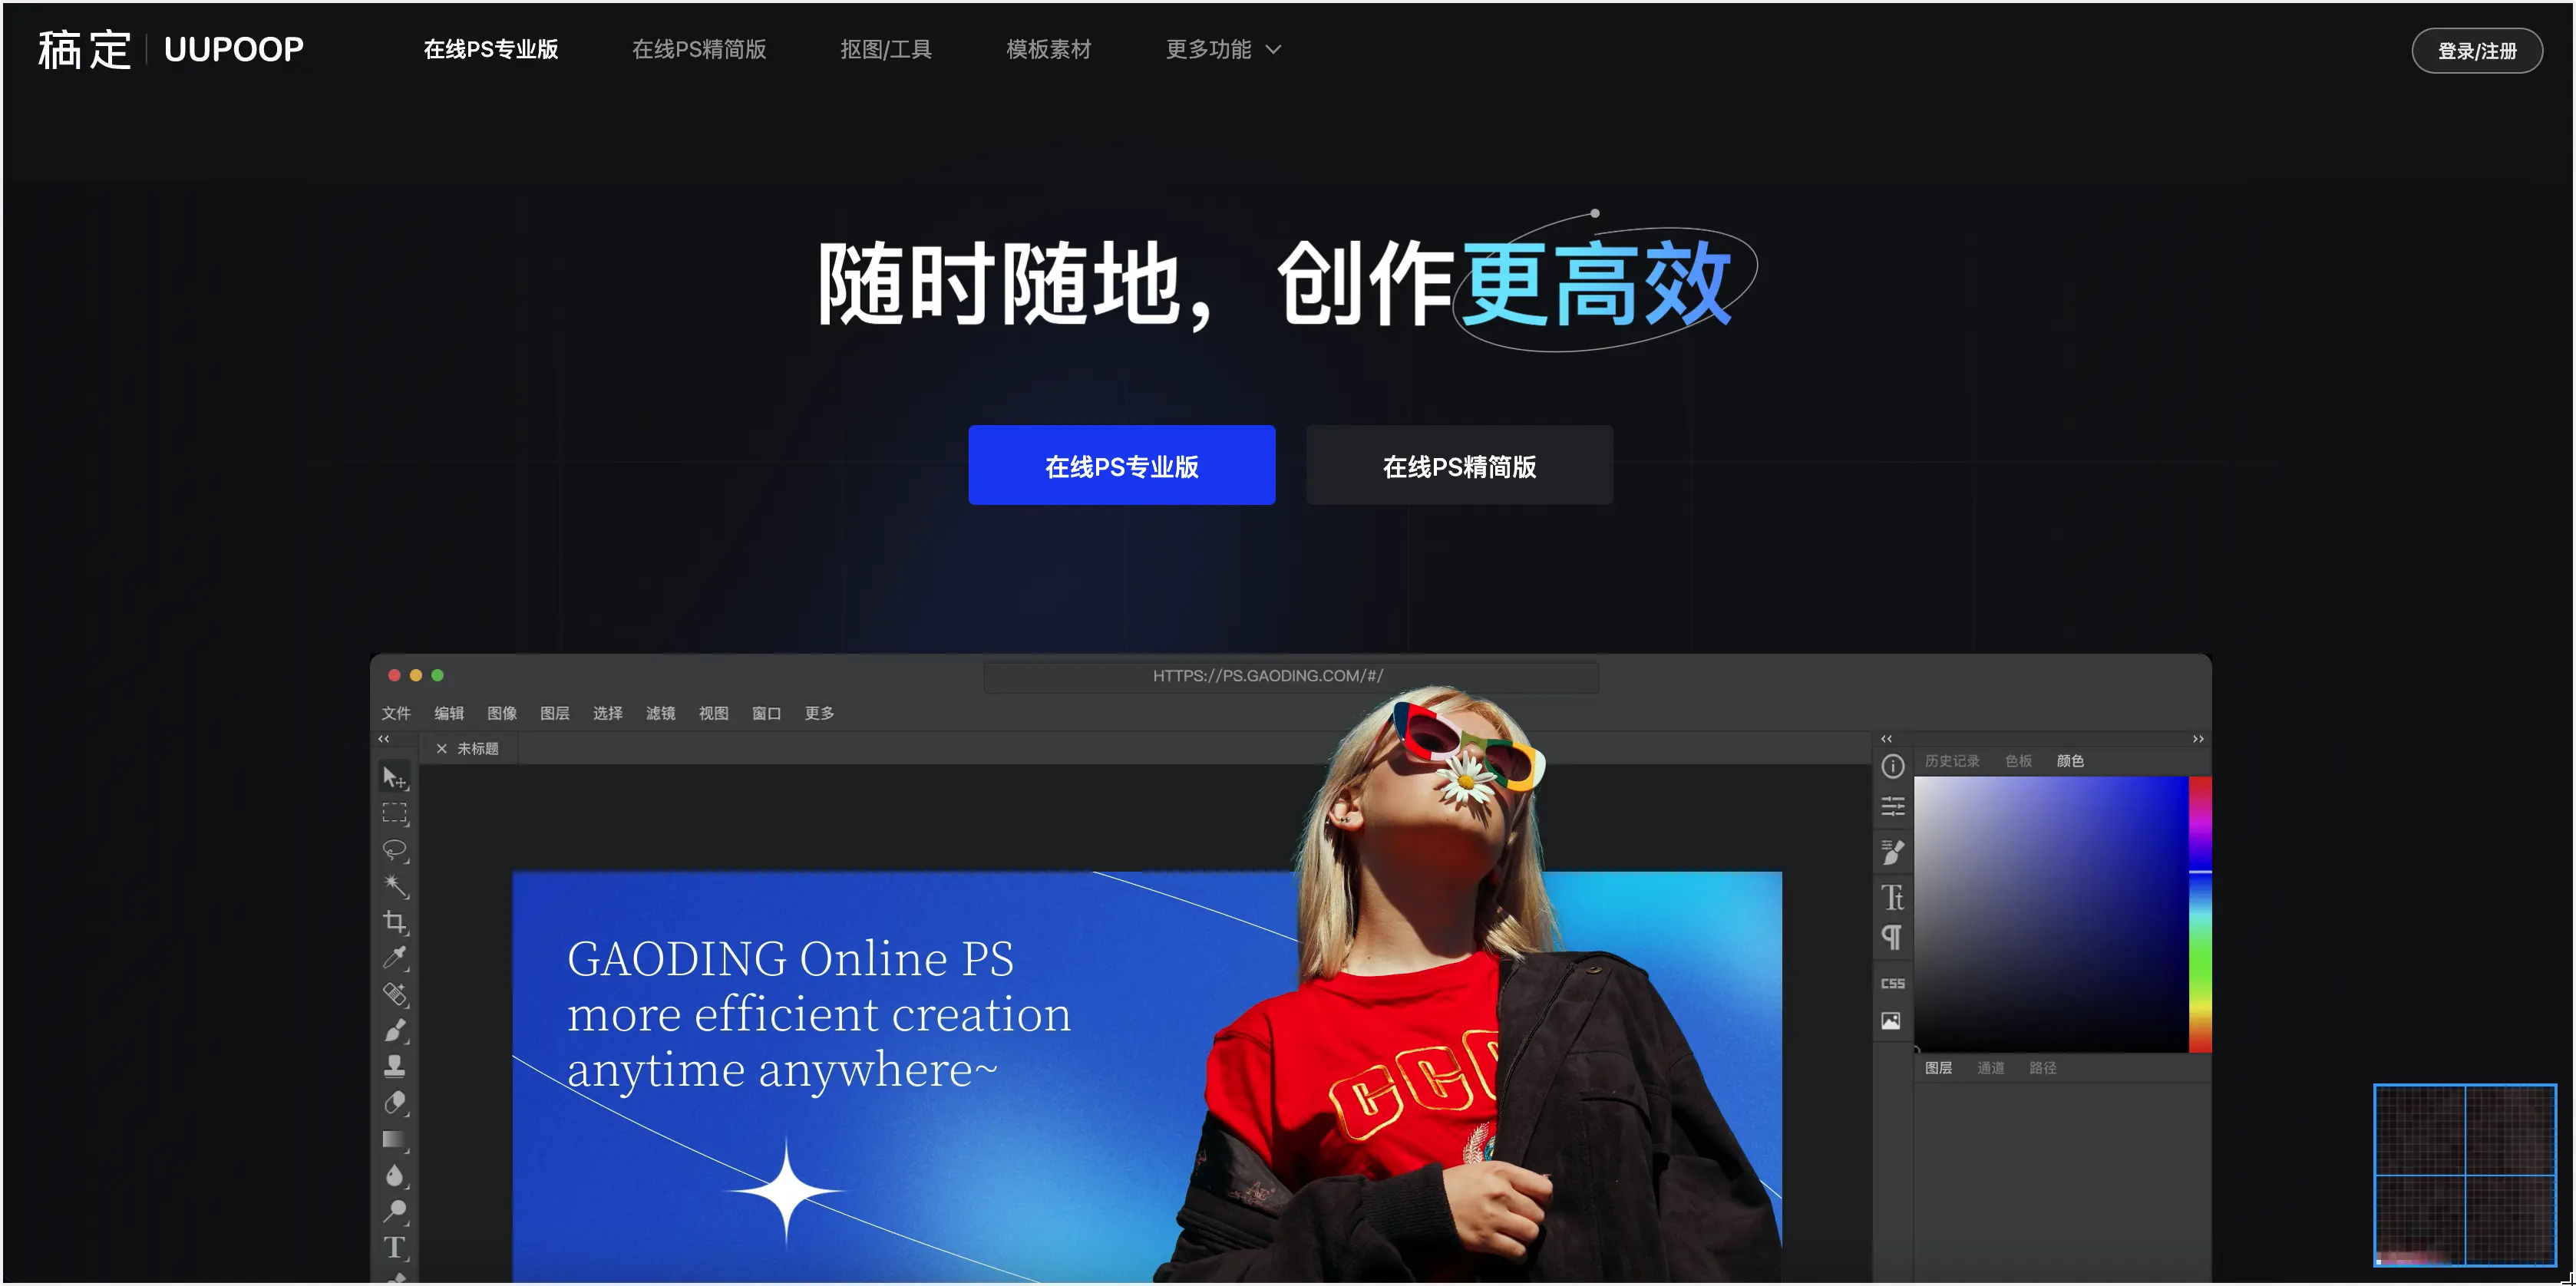 稿定 UUPOOP 在线PS专业版 在线PS精简版 抠图/工具 模板素材 更多功能 登录/注册
随时随地，创作更高效
在线PS专业版 在线PS精简版
HTTPS://PS.GAODING.COM/#/
文件 编辑 图像 图层 选择 滤镜 视图 窗口 更多
未标题
历史记录 色板 颜色
Tt
CSS
GAODING Online PS
more efficient creation
anytime anywhere~
图层 通道 路径
T